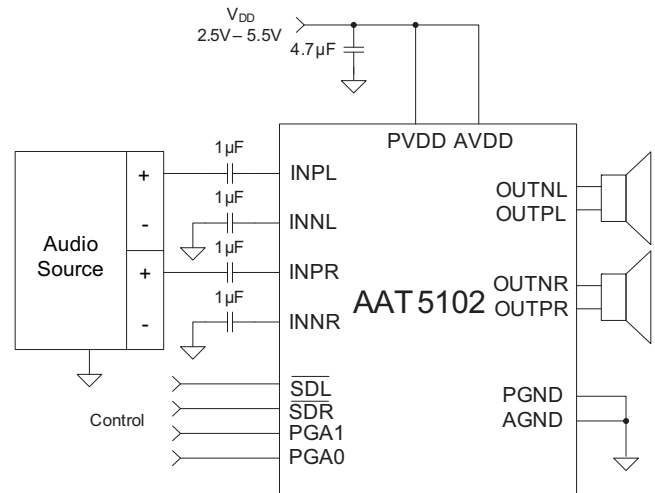 VDD
2.5V – 5.5V
4.7µF
PVDD AVDD
1µF
+
INPL
1µF
-
INNL
OUTNL
OUTPL
Audio
Source
1µF
+
INPR
1µF
-
INNR
AAT5102
OUTNR
OUTPR
SDL
SDR
Control
PGA1
PGA0
PGND
AGND